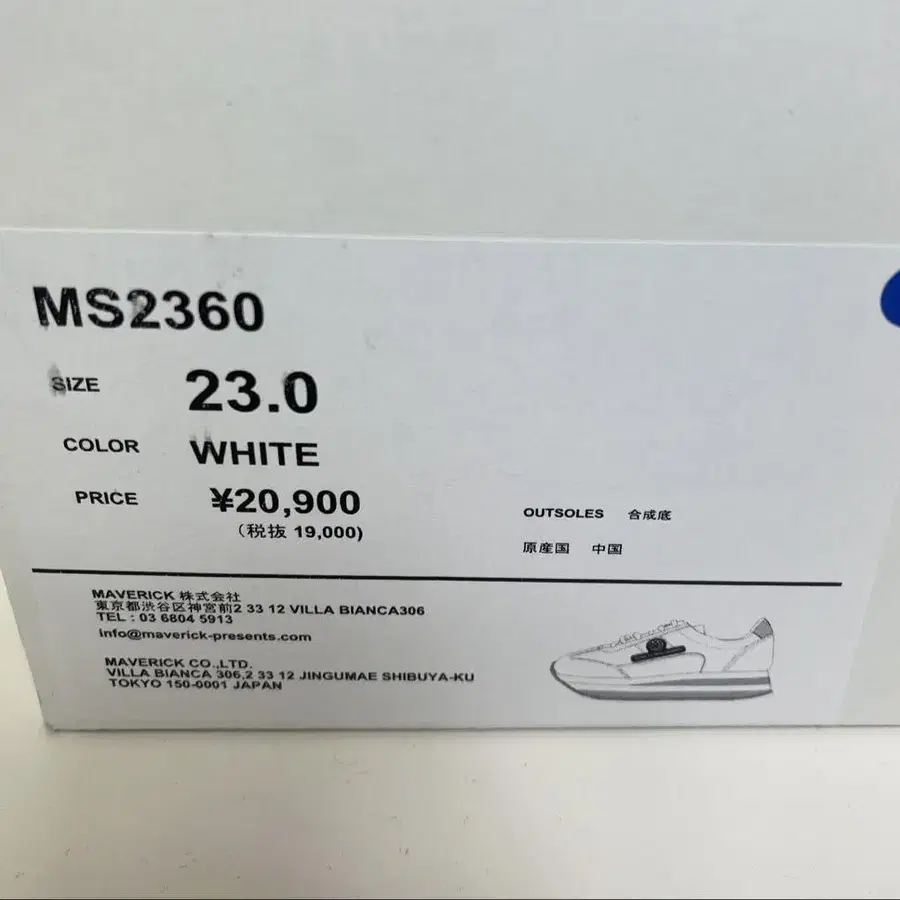 MS2360
SIZE 23.0
COLOR WHITE
PRICE ¥20,900
(税抜 19,000)
OUTSOLES 合成底
原産国 中国
MAVERICK 株式会社
東京都渋谷区神宮前2 33 12 VILLA BIANCA306
TEL : 03 6804 5913
info@maverick-presents.com
MAVERICK CO.,LTD.
VILLA BIANCA 306,2 33 12 JINGUMAE SHIBUYA-KU
TOKYO 150-0001 JAPAN